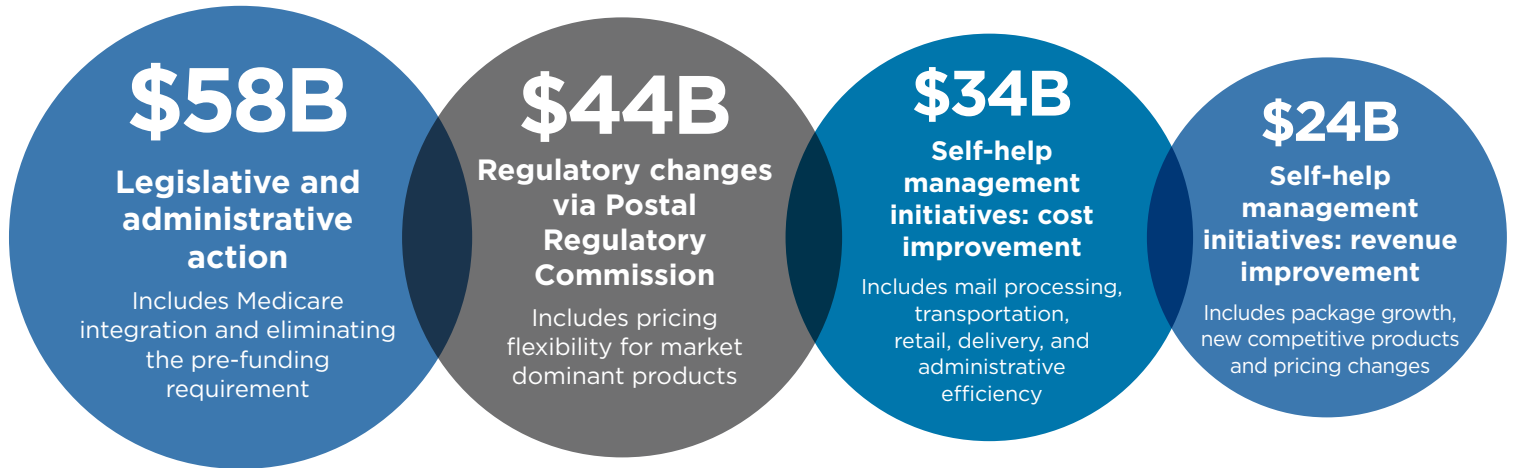 $58B
Legislative and
administrative
action
Includes Medicare
integration and eliminating
the pre-funding
requirement
$44B
Regulatory changes
via Postal
Regulatory
Commission
Includes pricing
flexibility for market
dominant products
$34B
Self-help
management
initiatives: cost
improvement
Includes mail processing,
transportation,
retail, delivery, and
administrative
efficiency
$24B
Self-help
management
initiatives: revenue
improvement
Includes package growth,
new competitive products
and pricing changes